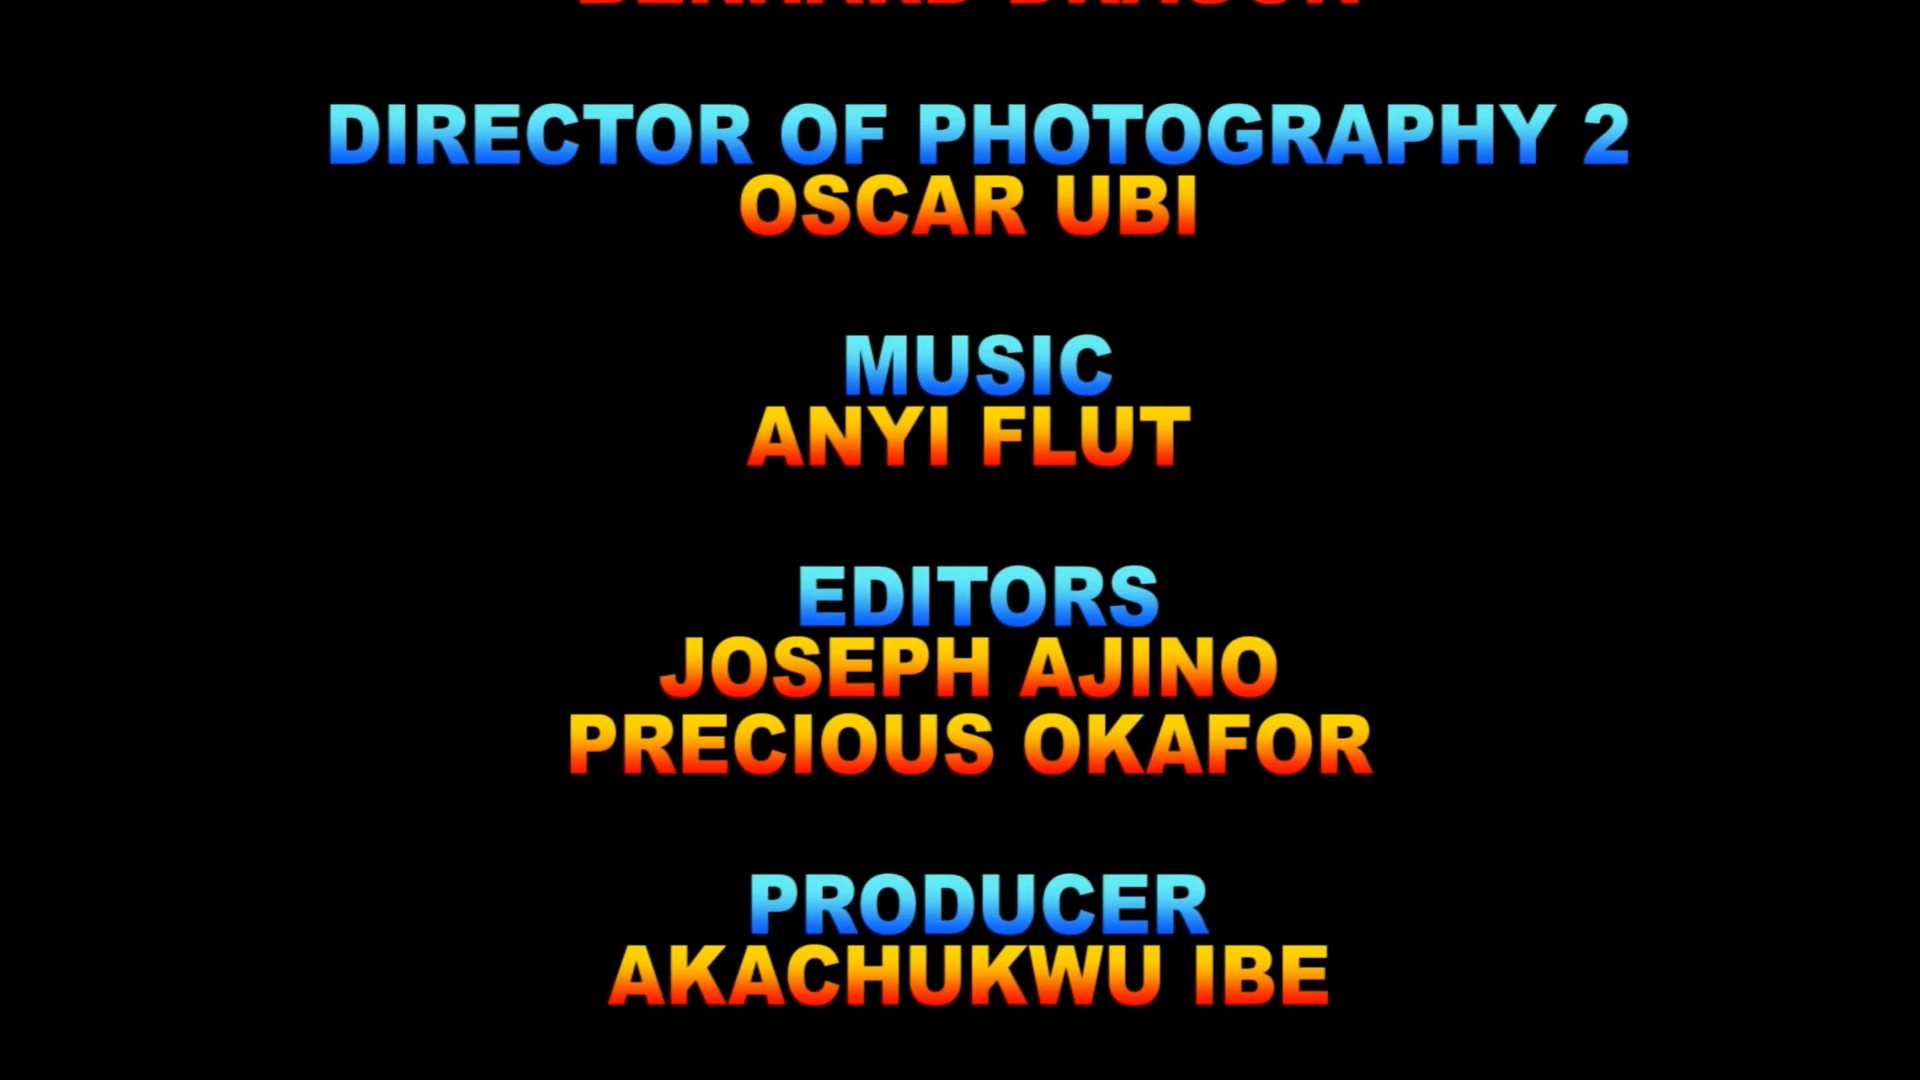 DIRECTOR OF PHOTOGRAPHY 2
OSCAR UBI
MUSIC
ANYI FLUT
EDITORS
JOSEPH AJINO
PRECIOUS OKAFOR
PRODUCER
AKACHUKWU IBE